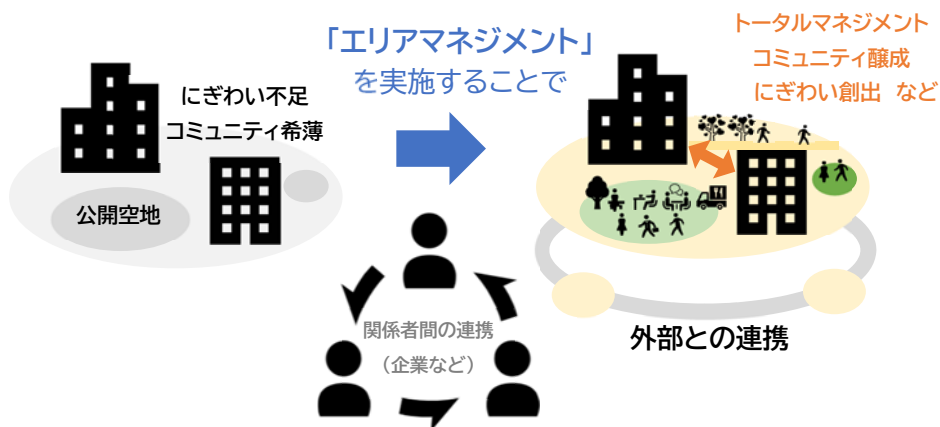 「エリアマネジメント」
を実施することで
にぎわい不足
コミュニティ希薄
公開空地
トータルマネジメント
コミュニティ醸成
にぎわい創出 など
関係者間の連携
（企業など）
外部との連携